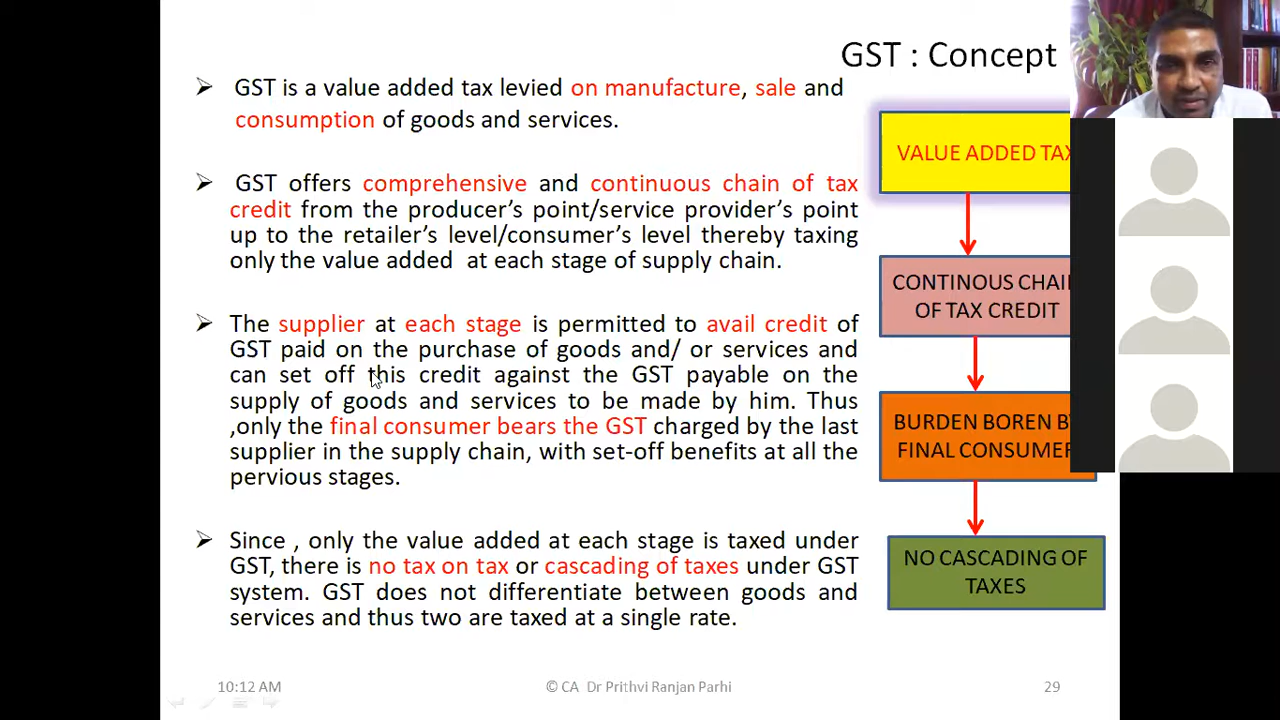 GST : Concept
➢ GST is a value added tax levied on manufacture, sale and
consumption of goods and services.
➢ GST offers comprehensive and continuous chain of tax
credit from the producer's point/service provider's point
up to the retailer's level/consumer's level thereby taxing
only the value added at each stage of supply chain.
➢ The supplier at each stage is permitted to avail credit of
GST paid on the purchase of goods and/ or services and
can set off this credit against the GST payable on the
supply of goods and services to be made by him. Thus
,only the final consumer bears the GST charged by the last
supplier in the supply chain, with set-off benefits at all the
pervious stages.
➢ Since , only the value added at each stage is taxed under
GST, there is no tax on tax or cascading of taxes under GST
system. GST does not differentiate between goods and
services and thus two are taxed at a single rate.
VALUE ADDED TAX
CONTINOUS CHAI
OF TAX CREDIT
BURDEN BOREN B
FINAL CONSUMER
NO CASCADING OF
TAXES
10:12 AM
© CA Dr Prithvi Ranjan Parhi
29